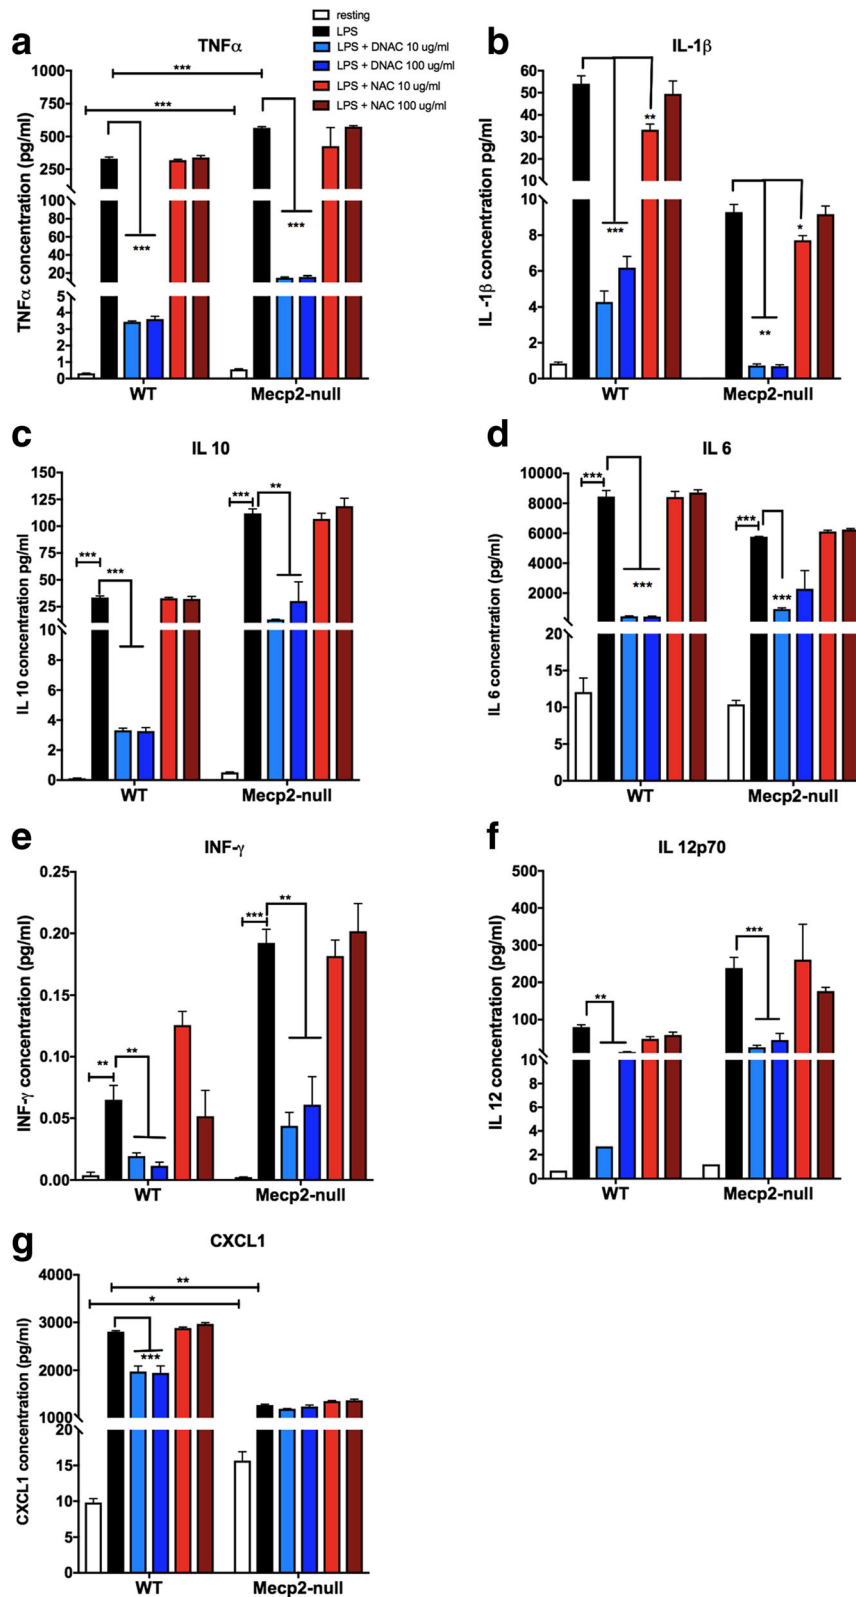 a
TNFα
resting
LPS
LPS + DNAC 10 ug/ml
LPS + DNAC 100 ug/ml
LPS + NAC 10 ug/ml
LPS + NAC 100 ug/ml
TNFα concentration (pg/ml)
1000
750
500
250
100
80
60
40
20
5
4
3
2
1
0
***
***
***
***
WT
Mecp2-null
b
IL-1β
IL -1β concentration pg/ml
60
50
40
30
20
10
10
8
6
4
2
0
**
***
*
**
WT
Mecp2-null
c
IL 10
IL 10 concentration pg/ml
150
125
100
75
50
25
10
8
6
4
2
0
***
***
***
**
WT
Mecp2-null
d
IL 6
IL 6 concentration (pg/ml)
10000
8000
6000
4000
2000
20
15
10
5
0
***
***
***
***
WT
Mecp2-null
e
INF-γ
INF-γ concentration (pg/ml)
0.25
0.20
0.15
0.10
0.05
0.00
**
**
***
**
WT
Mecp2-null
f
IL 12p70
IL 12 concentration (pg/ml)
500
400
300
200
100
10
8
6
4
2
0
**
***
WT
Mecp2-null
g
CXCL1
CXCL1 concentration (pg/ml)
4000
3000
2000
1000
20
15
10
5
0
**
*
***
WT
Mecp2-null